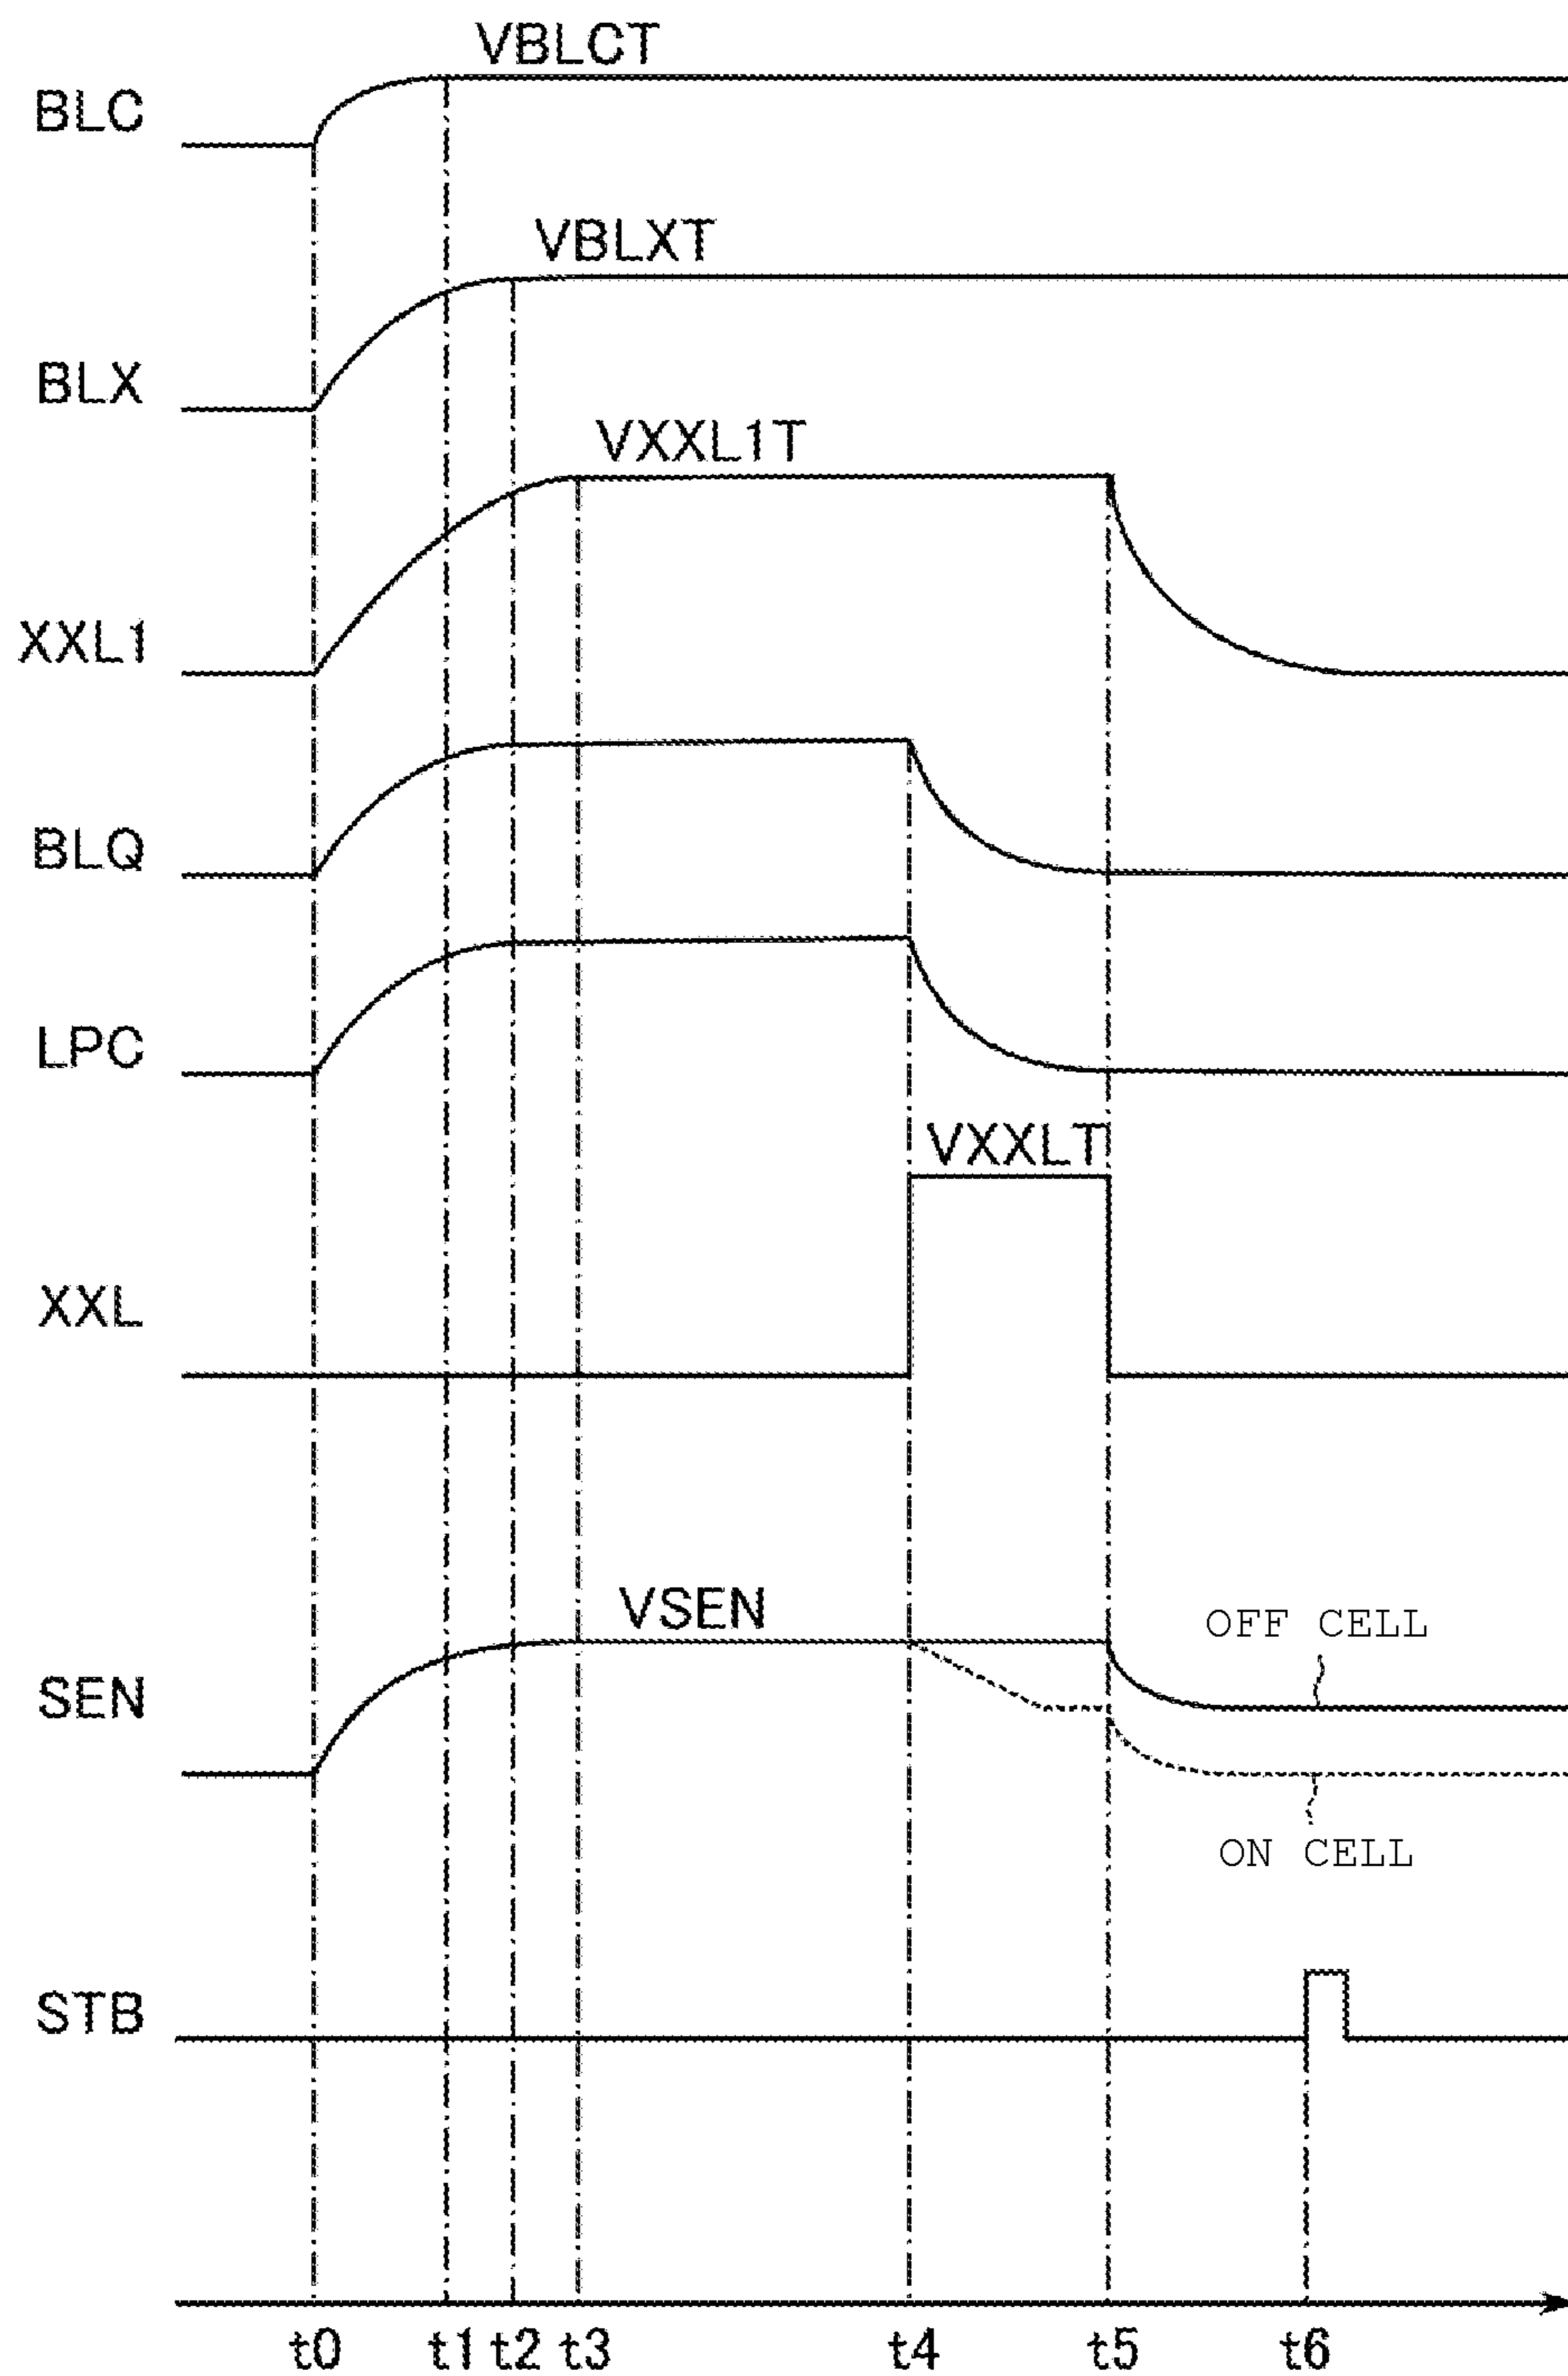 VBLCT
BLC
VBLXT
BLX
VXXL1T
XXL1
BLQ
LPC
VXXLT
XXL
VSEN
OFF CELL
SEN
ON CELL
STB
t0 t1 t2 t3 t4 t5 t6